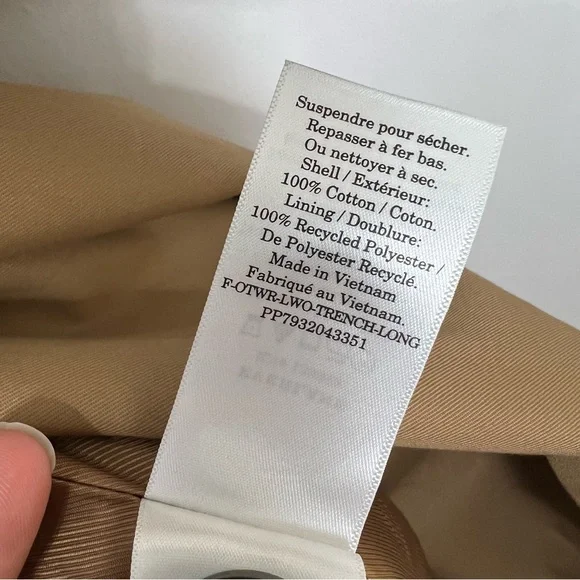 Suspendre pour sécher.
Repasser à fer bas.
Ou nettoyer à sec.
Shell / Extérieur:
100% Cotton / Coton.
Lining / Doublure:
100% Recycled Polyester /
De Polyester Recyclé.
Made in Vietnam
Fabriqué au Vietnam.
F-OTWR-LWO-TRENCH-LONG
PP7932043351